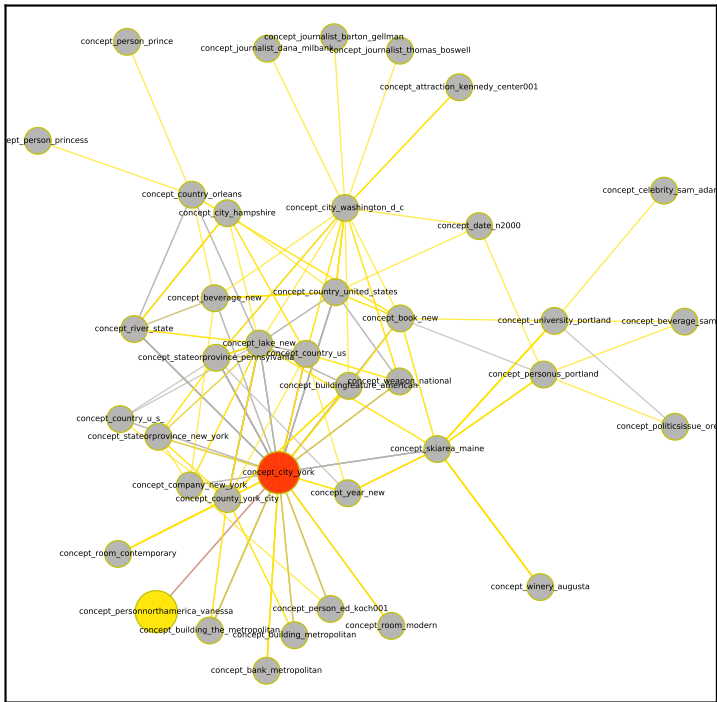 concept_person_prince
concept_journalist_barton_gellman
concept_journalist_dana_milbank
concept_journalist_thomas_boswell
concept_attraction_kennedy_center001
ept_person_princess
concept_country_orleans
concept_celebrity_sam_adar
concept_city_hampshire
concept_city_washington_d_c
concept_date_n2000
concept_country_united_states
concept_beverage_new
concept_book_new
concept_university_portland
concept_beverage_sam
concept_river_state
concept_lake_new
concept_country_us
concept_stateorprovince_pennsylvania
concept_personus_portland
concept_weapon_national
concept_buildingfeature_american
concept_country_u_s_
concept_politicsissue_ore
concept_stateorprovince_new_york
concept_skiarea_maine
concept_city_york
concept_company_new_york
concept_year_new
concept_county_york_city
concept_room_contemporary
concept_winery_augusta
concept_personnorthamerica_vanessa
concept_person_ed_koch001
concept_room_modern
concept_building_the_metropolitan
concept_building_metropolitan
concept_bank_metropolitan